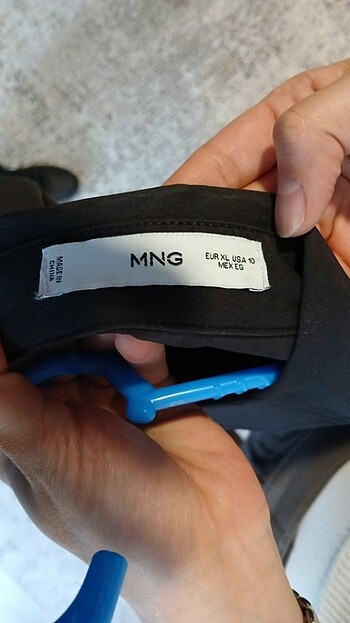 MADE IN
CHINA
MNG
EUR XL USA 10
MEX EG